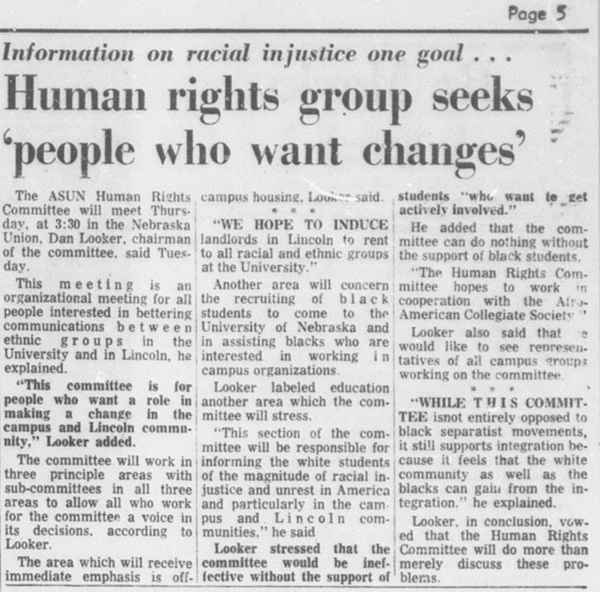 Page 5
Information on racial injustice one goal . . .
Human rights group seeks
'people who want changes'
The ASUN Human Rights
Committee will meet Thurs-
day, at 3:30 in the Nebraska
Union, Dan Looker, chairman
of the committee, said Tues-
day.
This meeting is an
organizational meeting for all
people interested in bettering
communications between
ethnic groups in the
University and in Lincoln, he
explained.
"This committee is for
people who want a role in
making a change in the
campus and Lincoln commu-
nity," Looker added.
The committee will work in
three principle areas with
sub-committees in all three
areas to allow all who work
for the committee a voice in
its decisions, according to
Looker.
The area which will receive
immediate emphasis is off-
campus housing, Looker said.
* * *
"WE HOPE TO INDUCE
landlords in Lincoln to rent
to all racial and ethnic groups
at the University."
Another area will concern
the recruiting of black
students to come to the
University of Nebraska and
in assisting blacks who are
interested in working in
campus organizations.
Looker labeled education
another area which the com-
mittee will stress.
"This section of the com-
mittee will be responsible for
informing the white students
of the magnitude of racial in-
justice and unrest in America
and particularly in the cam-
pus and Lincoln com-
munities," he said
Looker stressed that the
committee would be inef-
fective without the support of
students "who want to get
actively involved."
He added that the com-
mittee can do nothing without
the support of black students.
"The Human Rights Com-
mittee hopes to work in
cooperation with the Afro-
American Collegiate Society "
Looker also said that
would like to see represen-
tatives of all campus groups
working on the committee.
* * *
"WHILE THIS COMMIT-
TEE isnot entirely opposed to
black separatist movements,
it still supports integration be-
cause it feels that the white
community as well as the
blacks can gain from the in-
tegration," he explained.
Looker, in conclusion, vow-
ed that the Human Rights
Committee will do more than
merely discuss these pro-
blems.